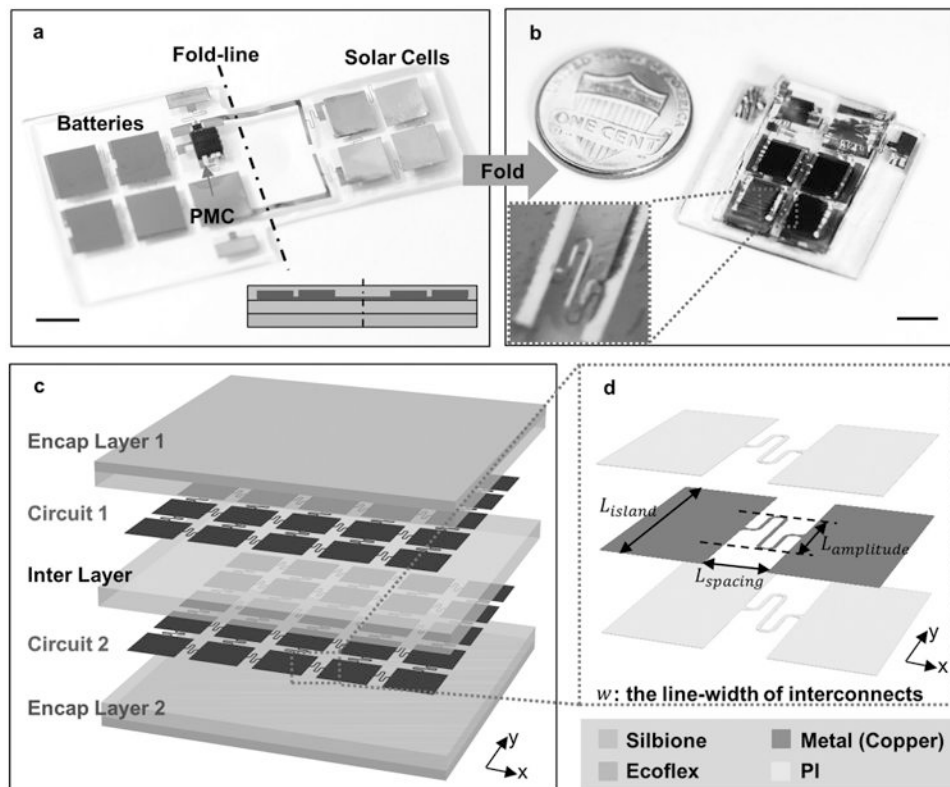 a
Fold-line
Solar Cells
Batteries
PMC
Fold
b
ONE CENT
c
Encap Layer 1
Circuit 1
Inter Layer
Circuit 2
Encap Layer 2
y
x
d
L_island
L_amplitude
L_spacing
y
x
w: the line-width of interconnects
Silbione
Metal (Copper)
Ecoflex
PI